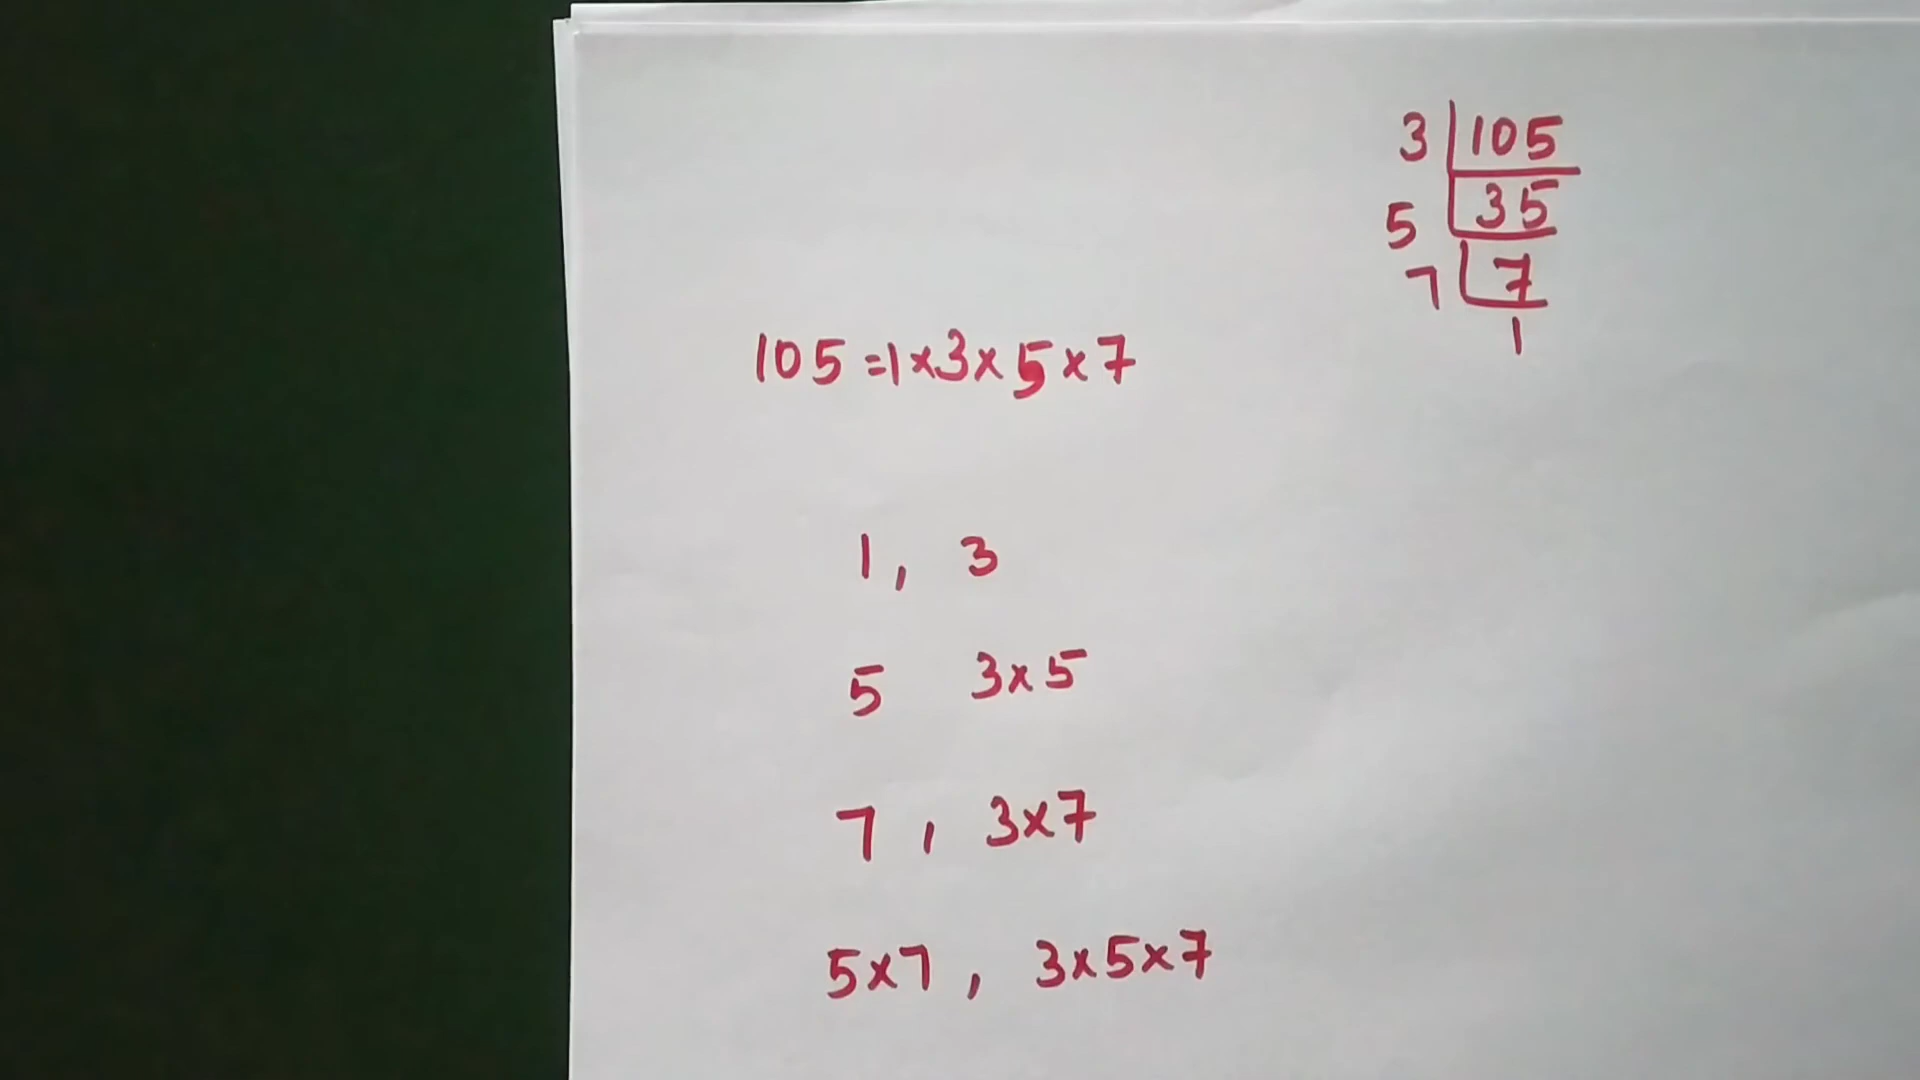 3 | 105
5 | 35
7 | 7
1
105 = 1 × 3 × 5 × 7
1, 3
5 3×5
7, 3×7
5×7, 3×5×7